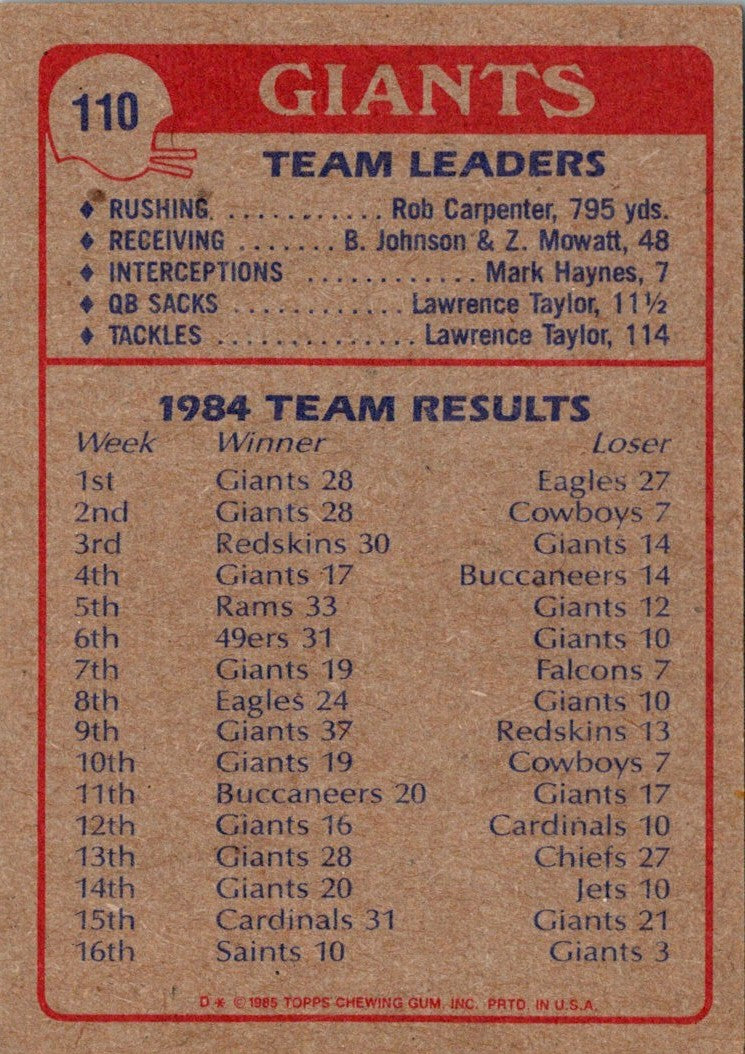 110
GIANTS
TEAM LEADERS
♦ RUSHING ............ Rob Carpenter, 795 yds.
♦ RECEIVING ....... B. Johnson & Z. Mowatt, 48
♦ INTERCEPTIONS ............ Mark Haynes, 7
♦ QB SACKS ............. Lawrence Taylor, 11½
♦ TACKLES ............... Lawrence Taylor, 114
1984 TEAM RESULTS
Week Winner Loser
1st Giants 28 Eagles 27
2nd Giants 28 Cowboys 7
3rd Redskins 30 Giants 14
4th Giants 17 Buccaneers 14
5th Rams 33 Giants 12
6th 49ers 31 Giants 10
7th Giants 19 Falcons 7
8th Eagles 24 Giants 10
9th Giants 37 Redskins 13
10th Giants 19 Cowboys 7
11th Buccaneers 20 Giants 17
12th Giants 16 Cardinals 10
13th Giants 28 Chiefs 27
14th Giants 20 Jets 10
15th Cardinals 31 Giants 21
16th Saints 10 Giants 3
D * © 1985 TOPPS CHEWING GUM, INC. PRTD. IN U.S.A.